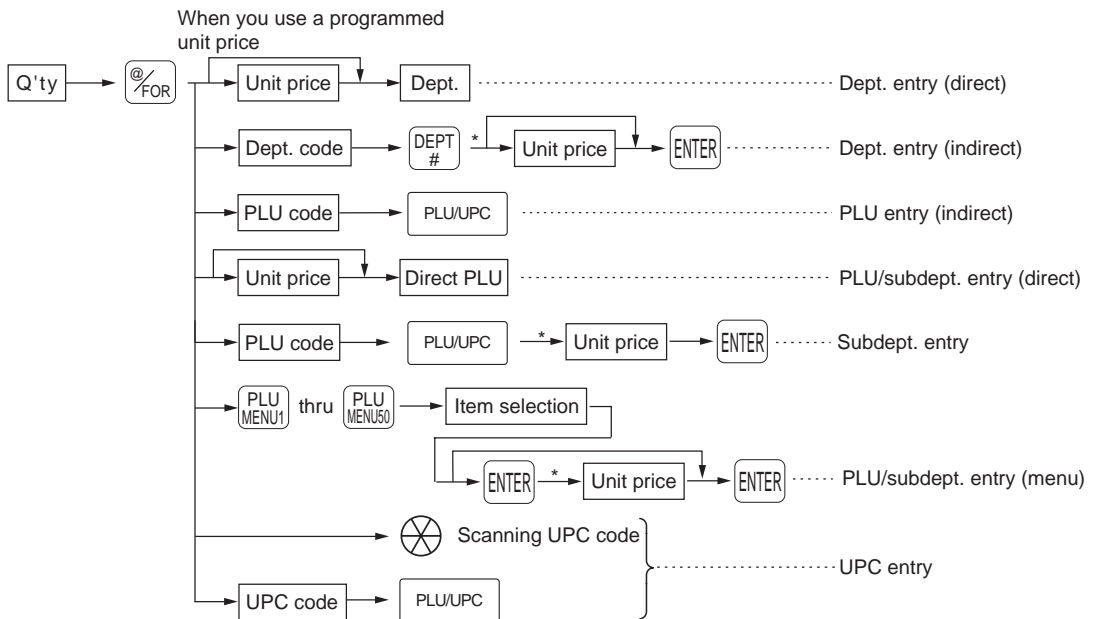 When you use a programmed
unit price
Q'ty @/FOR Unit price Dept. Dept. entry (direct)
Dept. code DEPT # * Unit price ENTER Dept. entry (indirect)
PLU code PLU/UPC PLU entry (indirect)
Unit price Direct PLU PLU/subdept. entry (direct)
PLU code PLU/UPC * Unit price ENTER Subdept. entry
PLU MENU1 thru PLU MENU50 Item selection
ENTER * Unit price ENTER PLU/subdept. entry (menu)
Scanning UPC code
UPC entry
UPC code PLU/UPC